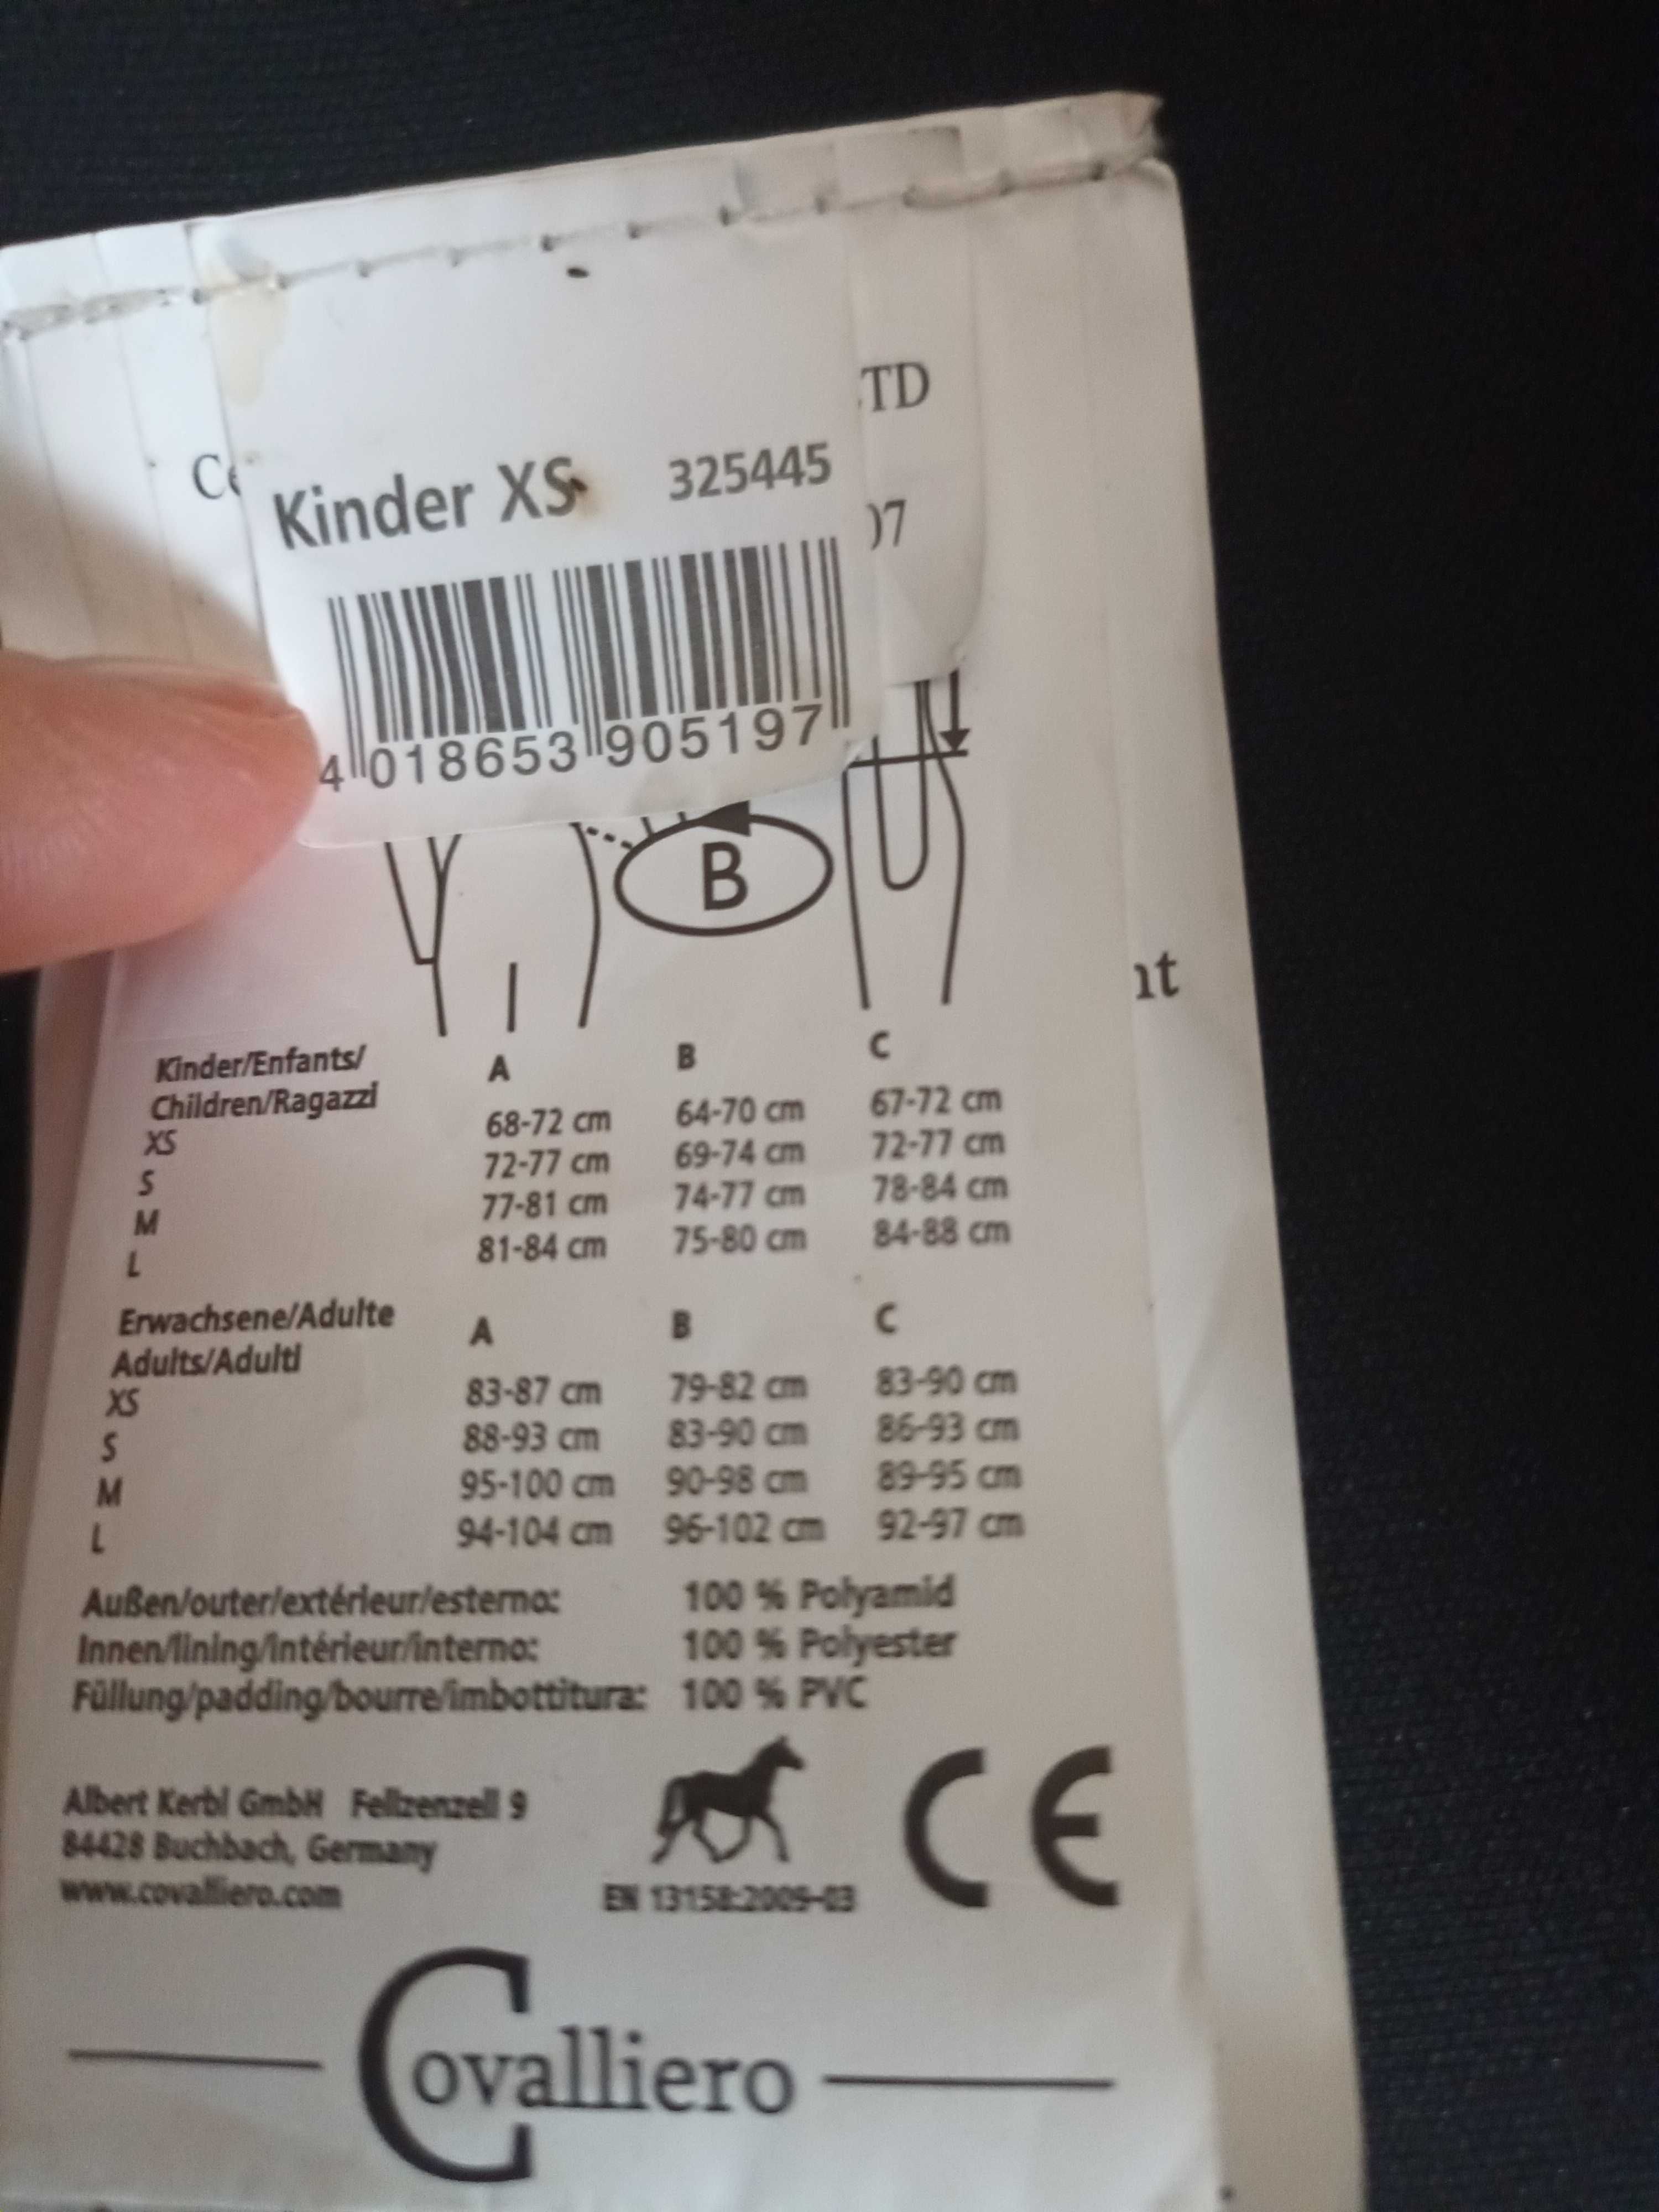 TD
Ce
Kinder XS 325445
07
4 018653 905197
B
nt
Kinder/Enfants/ A B C
Children/Ragazzi
XS 68-72 cm 64-70 cm 67-72 cm
S 72-77 cm 69-74 cm 72-77 cm
M 77-81 cm 74-77 cm 78-84 cm
L 81-84 cm 75-80 cm 84-88 cm
Erwachsene/Adulte A B C
Adults/Adulti
XS 83-87 cm 79-82 cm 83-90 cm
S 88-93 cm 83-90 cm 86-93 cm
M 95-100 cm 90-98 cm 89-95 cm
L 94-104 cm 96-102 cm 92-97 cm
Außen/outer/extérieur/esterno: 100 % Polyamid
Innen/lining/intérieur/interno: 100 % Polyester
Füllung/padding/bourre/imbottitura: 100 % PVC
Albert Kerbl GmbH Felizenzell 9
84428 Buchbach, Germany
www.covalliero.com
EN 13158:2009-03
CE
Covalliero